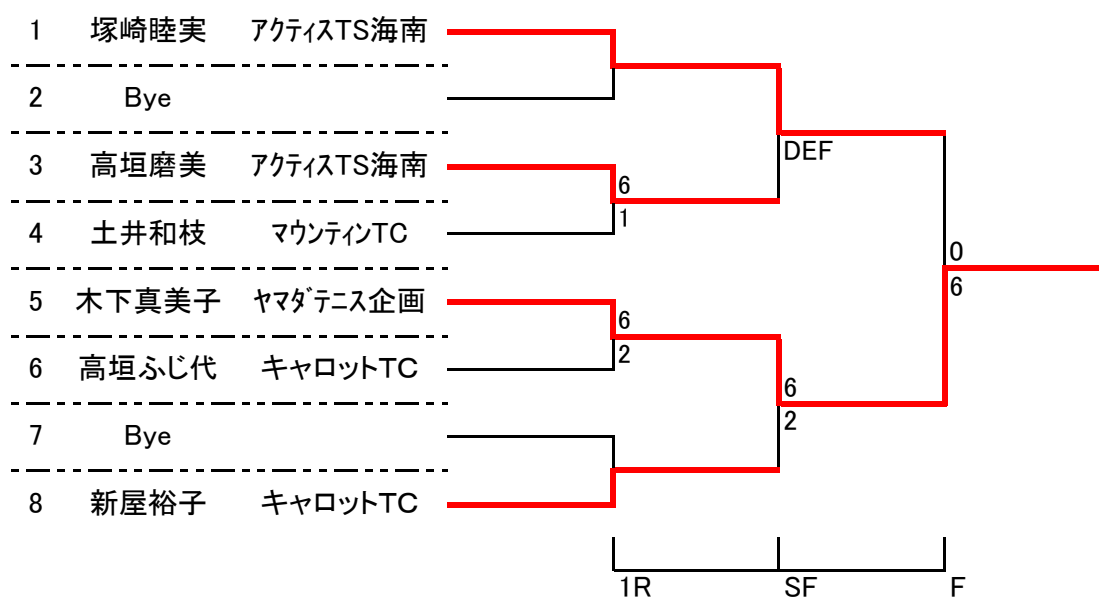 1 塚崎睦実 アクティスTS海南
2 Bye
DEF
3 高垣磨美 アクティスTS海南
6
1
4 土井和枝 マウンティンTC
0
6
5 木下真美子 ヤマダテニス企画
6
2
6 高垣ふじ代 キャロットTC
6
2
7 Bye
8 新屋裕子 キャロットTC
1R SF F